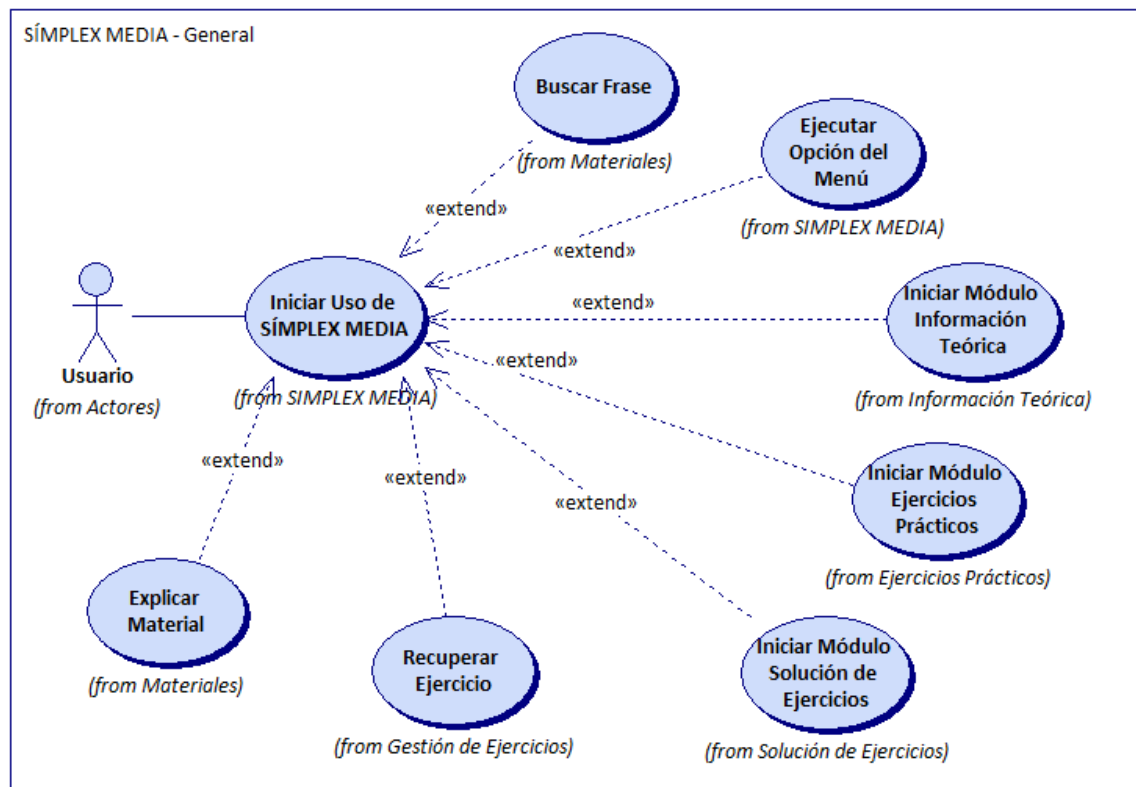 SÍMPLEX MEDIA - General
Buscar Frase
(from Materiales)
Ejecutar
Opción del
Menú
(from SIMPLEX MEDIA)
«extend»
«extend»
Iniciar Uso de
SÍMPLEX MEDIA
(from SIMPLEX MEDIA)
Usuario
(from Actores)
«extend»
Iniciar Módulo
Información
Teórica
(from Información Teórica)
«extend»
«extend»
«extend»
«extend»
Iniciar Módulo
Ejercicios
Prácticos
(from Ejercicios Prácticos)
Explicar
Material
(from Materiales)
Recuperar
Ejercicio
(from Gestión de Ejercicios)
Iniciar Módulo
Solución de
Ejercicios
(from Solución de Ejercicios)